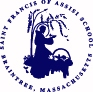 SAINT FRANCIS OF ASSISI SCHOOL
BRAINTREE, MASSACHUSETTS